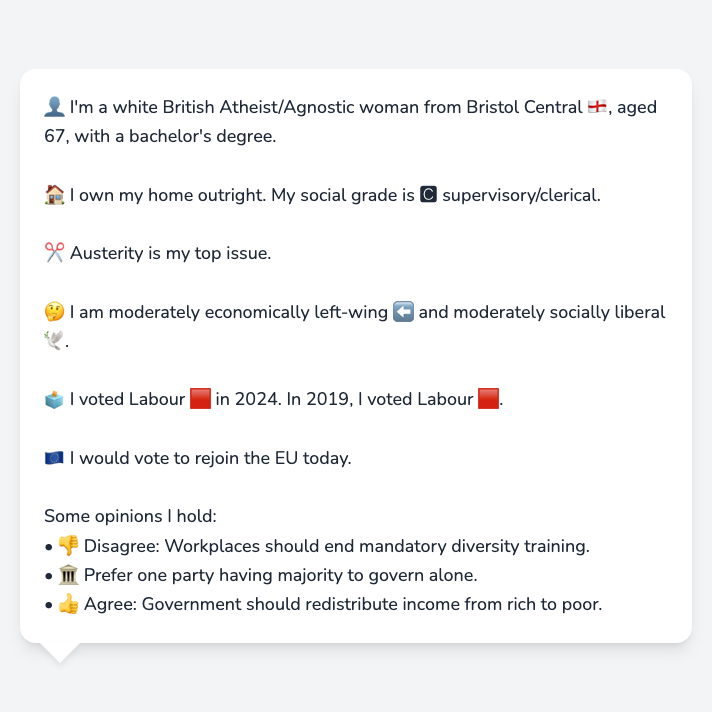 👤 I'm a white British Atheist/Agnostic woman from Bristol Central 🏴󠁧󠁢󠁥󠁮󠁧󠁿, aged
67, with a bachelor's degree.
🏠 I own my home outright. My social grade is 🅲 supervisory/clerical.
✂️ Austerity is my top issue.
🤔 I am moderately economically left-wing ⬅️ and moderately socially liberal
🕊️.
🗳️ I voted Labour 🟥 in 2024. In 2019, I voted Labour 🟥.
🇪🇺 I would vote to rejoin the EU today.
Some opinions I hold:
• 👎 Disagree: Workplaces should end mandatory diversity training.
• 🏛️ Prefer one party having majority to govern alone.
• 👍 Agree: Government should redistribute income from rich to poor.